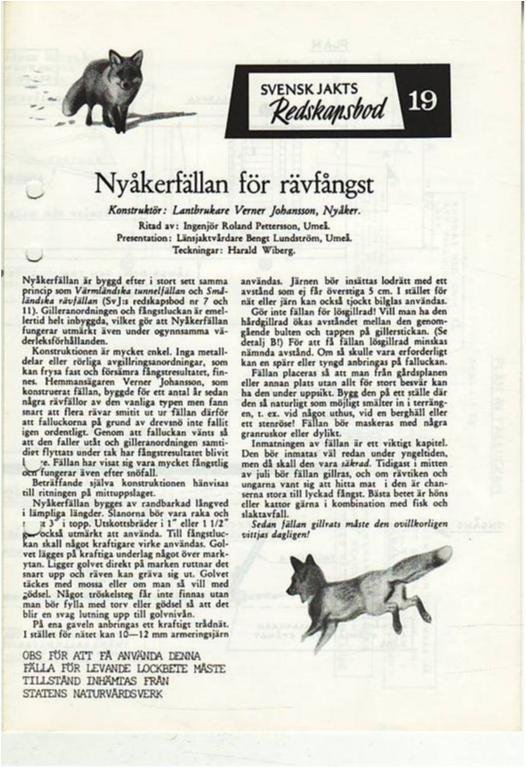 SVENSK JAKTS
Redskapsbod
19
Nyåkerfällan för rävfångst
Konstruktör: Lantbrukare Verner Johansson, Nyåker.
Ritad av: Ingenjör Roland Pettersson, Umeå.
Presentation: Länsjaktvårdare Bengt Lundström, Umeå.
Teckningar: Harald Wiberg.
Nyåkerfällan är byggd efter i stort sett samma
princip som Värmländska tunnelfällan och Små-
ländska rävfällan (SvJ:s redskapsbod nr 7 och
11). Gilleranordningen och fångstluckan är emel-
lertid helt inbyggda, vilket gör att Nyåkerfällan
fungerar utmärkt även under ogynnsamma vä-
derleksförhållanden.
Konstruktionen är mycket enkel. Inga metall-
delar eller rörliga avgillringsanordningar, som
kan frysa fast och försämra fångstresultatet, fin-
nes. Hemmansägaren Verner Johansson, som
konstruerat fällan, byggde för ett antal år sedan
några rävfällor av den vanliga typen men fann
snart att flera rävar smitit ut ur fällan därför
att falluckorna på grund av drevsnö inte fallit
igen ordentligt. Genom att falluckan vänts så
att den faller utåt och gilleranordningen samti-
digt flyttats under tak har fångstresultatet blivit
e. Fällan har visat sig vara mycket fångstlig
och fungerar även efter snöfall.
Beträffande själva konstruktionen hänvisas
till ritningen på mittuppslaget.
Nyåkerfällan bygges av randbarkad långved
i lämpliga längder. Slanorna bör vara raka och
t 3" i topp. Utskottsbräder i 1" eller 1 1/2"
också utmärkt att använda. Till fångstluc-
kan skall något kraftigare virke användas. Gol-
vet lägges på kraftiga underlag något över mark-
ytan. Ligger golvet direkt på marken ruttnar det
snart upp och räven kan gräva sig ut. Golvet
täckes med mossa eller om man så vill med
gödsel. Något tröskelsteg får inte finnas utan
man bör fylla med torv eller gödsel så att det
blir en svag lutning upp till golvnivån.
På ena gaveln anbringas ett kraftigt trådnät.
I stället för nätet kan 10—12 mm armeringsjärn
användas. Järnen bör insättas lodrätt med ett
avstånd som ej får överstiga 5 cm. I stället för
nät eller järn kan också tjockt bilglas användas.
Gör inte fällan för lösgillrad! Vill man ha den
hårdgillrad ökas avståndet mellan den genom-
gående bulten och tappen på gillerstickan. (Se
detalj B!) För att få fällan lösgillrad minskas
nämnda avstånd. Om så skulle vara erforderligt
kan en spärr eller tyngd anbringas på falluckan.
Fällan placeras så att man från gårdsplanen
eller annan plats utan allt för stort besvär kan
ha den under uppsikt. Bygg den på ett ställe där
den så naturligt som möjligt smälter in i terräng-
en, t. ex. vid något uthus, vid en berghäll eller
ett stenröse! Fällan bör maskeras med några
granruskor eller dylikt.
Inmatningen av fällan är ett viktigt kapitel.
Den bör inmatas väl redan under yngeltiden,
men då skall den vara säkrad. Tidigast i mitten
av juli bör fällan gillras, och om rävtiken och
ungarna vant sig att hitta mat i den är chan-
serna stora till lyckad fångst. Bästa betet är höns
eller kattor gärna i kombination med fisk och
slaktavfall.
Sedan fällan gillrats måste den ovillkorligen
vittjas dagligen!
OBS FÖR ATT FÅ ANVÄNDA DENNA
FÄLLA FÖR LEVANDE LOCKBETE MÅSTE
TILLSTÅND INHÄMTAS FRÅN
STATENS NATURVÅRDSVERK